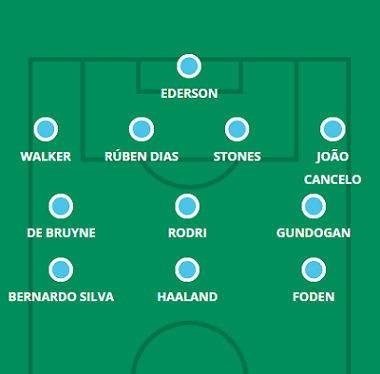 EDERSON
WALKER RÚBEN DIAS STONES JOÃO
CANCELO
DE BRUYNE RODRI GUNDOGAN
BERNARDO SILVA HAALAND FODEN